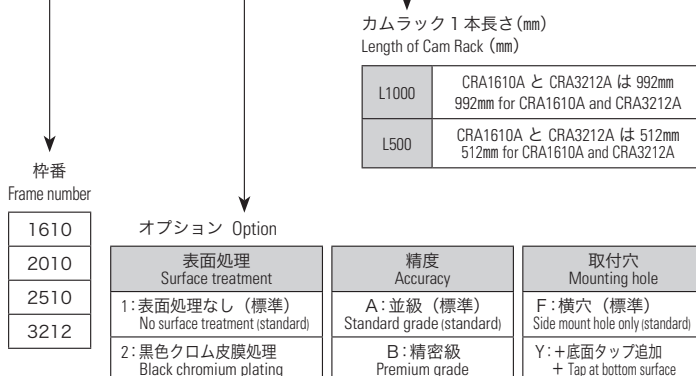 カムラック1本長さ(㎜)
Length of Cam Rack (㎜)
L1000
CRA1610A と CRA3212A は 992㎜
992㎜ for CRA1610A and CRA3212A
L500
CRA1610A と CRA3212A は 512㎜
512㎜ for CRA1610A and CRA3212A
枠番
Frame number
1610
2010
2510
3212
オプション Option
表面処理
Surface treatment
精度
Accuracy
取付穴
Mounting hole
1:表面処理なし(標準)
No surface treatment (standard)
A:並級(標準)
Standard grade (standard)
F:横穴(標準)
Side mount hole only (standard)
2:黒色クロム皮膜処理
Black chromium plating
B:精密級
Premium grade
Y:+底面タップ追加
+ Tap at bottom surface